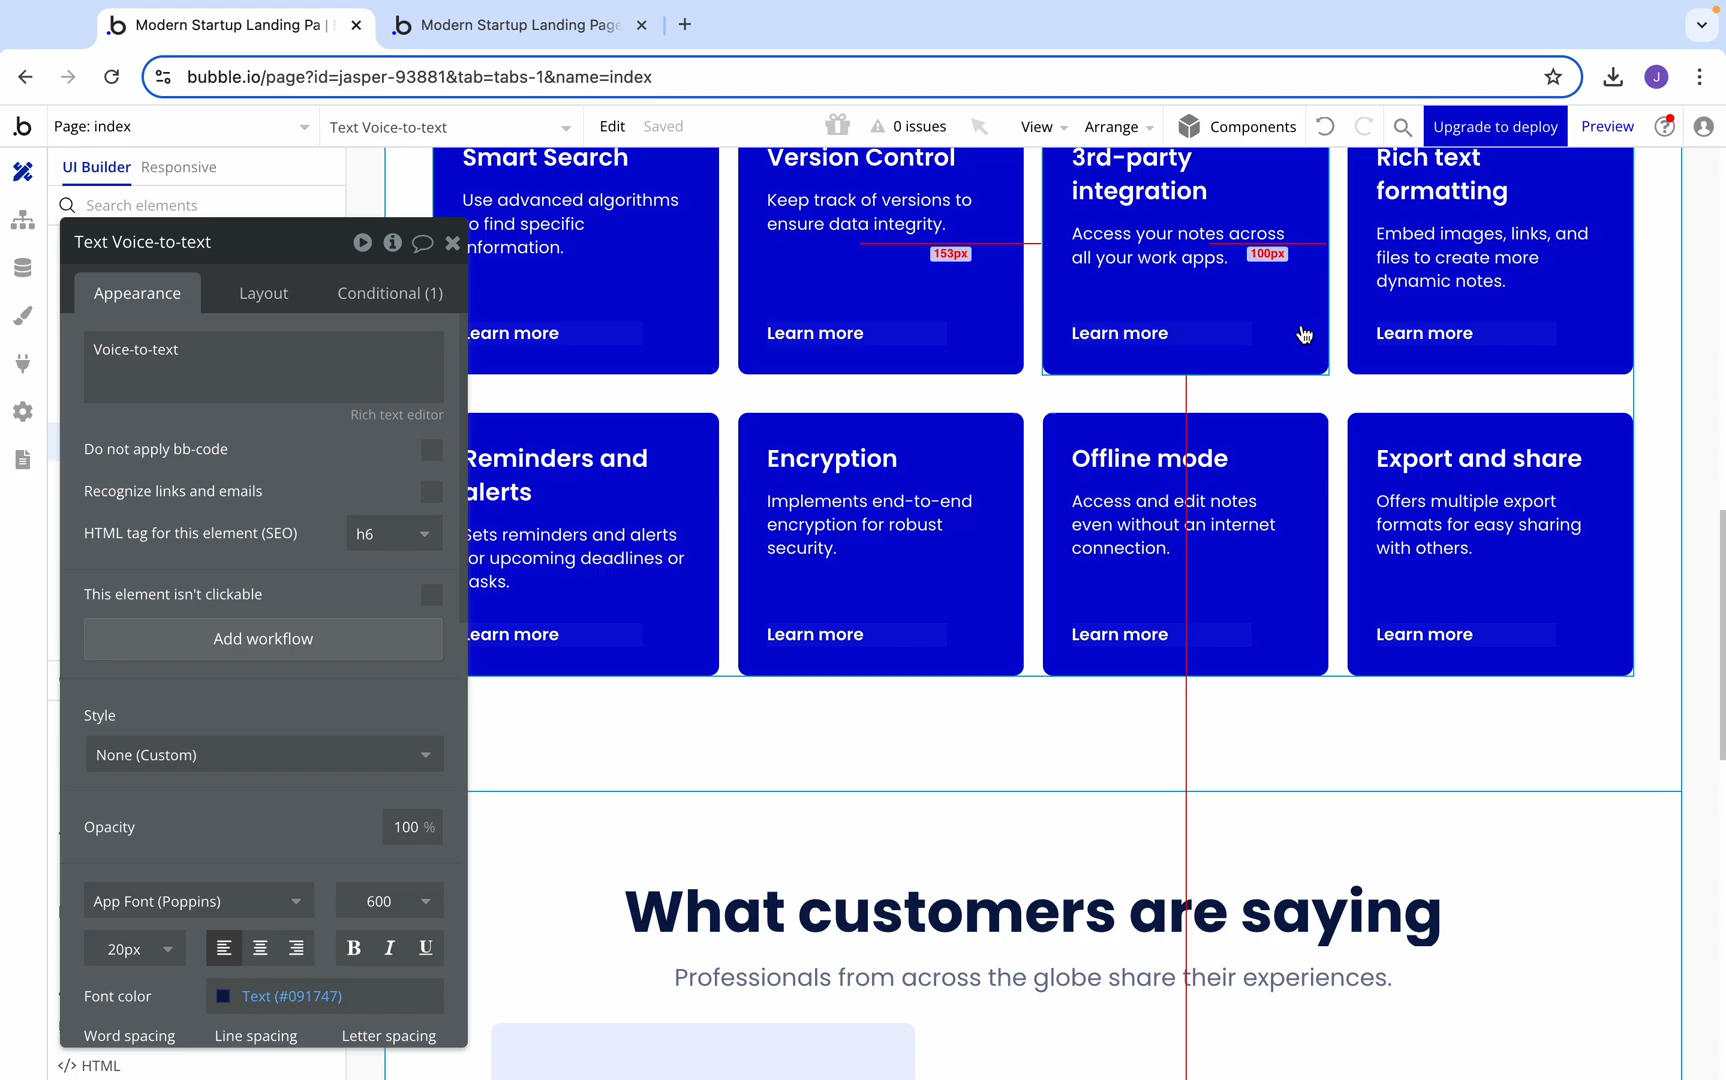 Modern Startup Landing Pa |
Modern Startup Landing Page
bubble.io/page?id=jasper-93881&tab=tabs-1&name=index
J
.b
Page: index
Text Voice-to-text
Edit
Saved
0 issues
View
Arrange
Components
Upgrade to deploy
Preview
UI Builder
Responsive
Search elements
Text Voice-to-text
Appearance
Layout
Conditional (1)
Voice-to-text
Rich text editor
Do not apply bb-code
Recognize links and emails
HTML tag for this element (SEO)
h6
This element isn't clickable
Add workflow
Style
None (Custom)
Opacity
100 %
App Font (Poppins)
600
20px
B I U
Font color
Text (#091747)
Word spacing
Line spacing
Letter spacing
</> HTML
Smart Search
Use advanced algorithms
to find specific
information.
Learn more
Version Control
Keep track of versions to
ensure data integrity.
153px
Learn more
3rd-party
integration
Access your notes across
all your work apps.
100px
Learn more
Rich text
formatting
Embed images, links, and
files to create more
dynamic notes.
Learn more
Reminders and
alerts
Sets reminders and alerts
for upcoming deadlines or
tasks.
Learn more
Encryption
Implements end-to-end
encryption for robust
security.
Learn more
Offline mode
Access and edit notes
even without an internet
connection.
Learn more
Export and share
Offers multiple export
formats for easy sharing
with others.
Learn more
What customers are saying
Professionals from across the globe share their experiences.